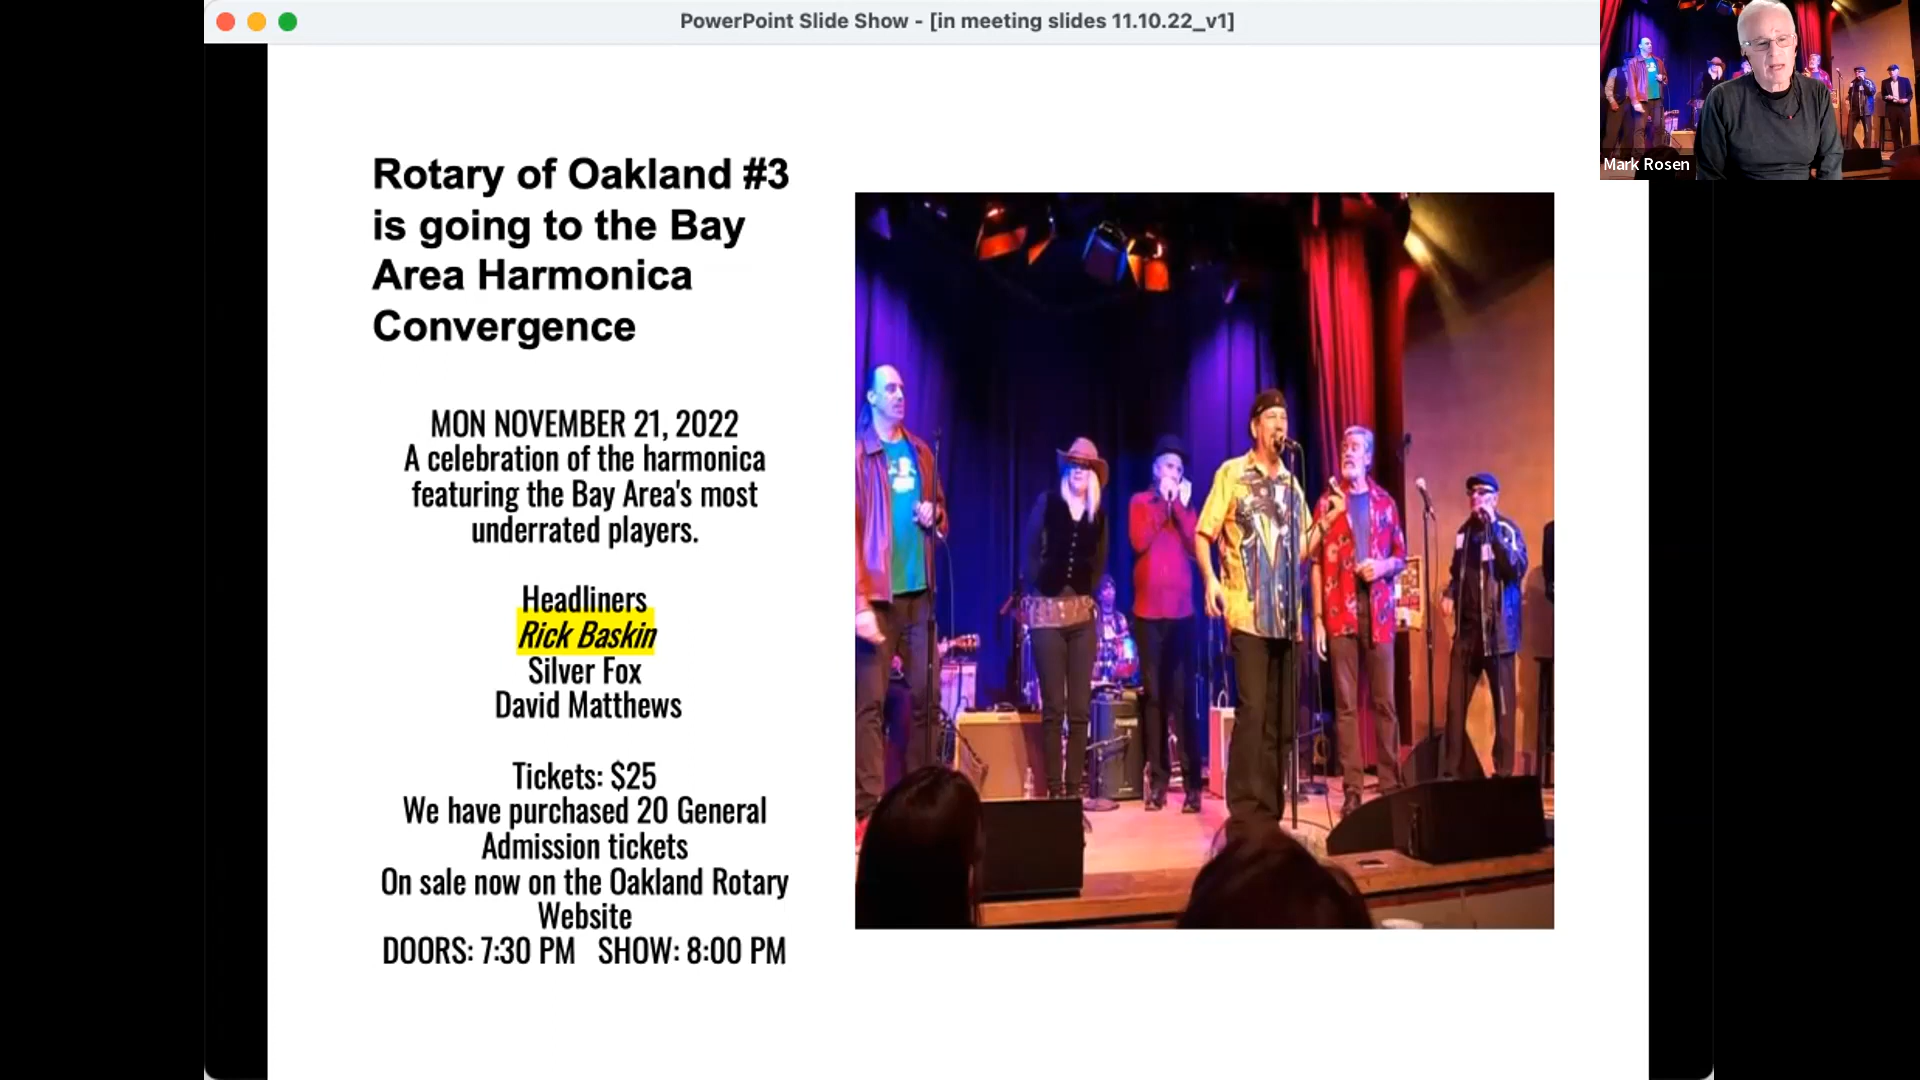 PowerPoint Slide Show - [in meeting slides 11.10.22_v1]
Mark Rosen
Rotary of Oakland #3
is going to the Bay
Area Harmonica
Convergence
MON NOVEMBER 21, 2022
A celebration of the harmonica
featuring the Bay Area's most
underrated players.
Headliners
Rick Baskin
Silver Fox
David Matthews
Tickets: $25
We have purchased 20 General
Admission tickets
On sale now on the Oakland Rotary
Website
DOORS: 7:30 PM SHOW: 8:00 PM